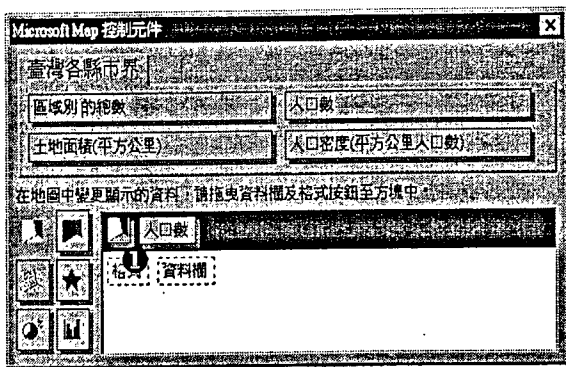 Microsoft Map 控制元件
臺灣各縣市界
區域別的總數 人口數
土地面積(平方公里) 人口密度(平方公里人口數)
在地圖中變更顯示的資料，請拖曳資料欄及格式按鈕至方塊中。
人口數
1
格式 資料欄